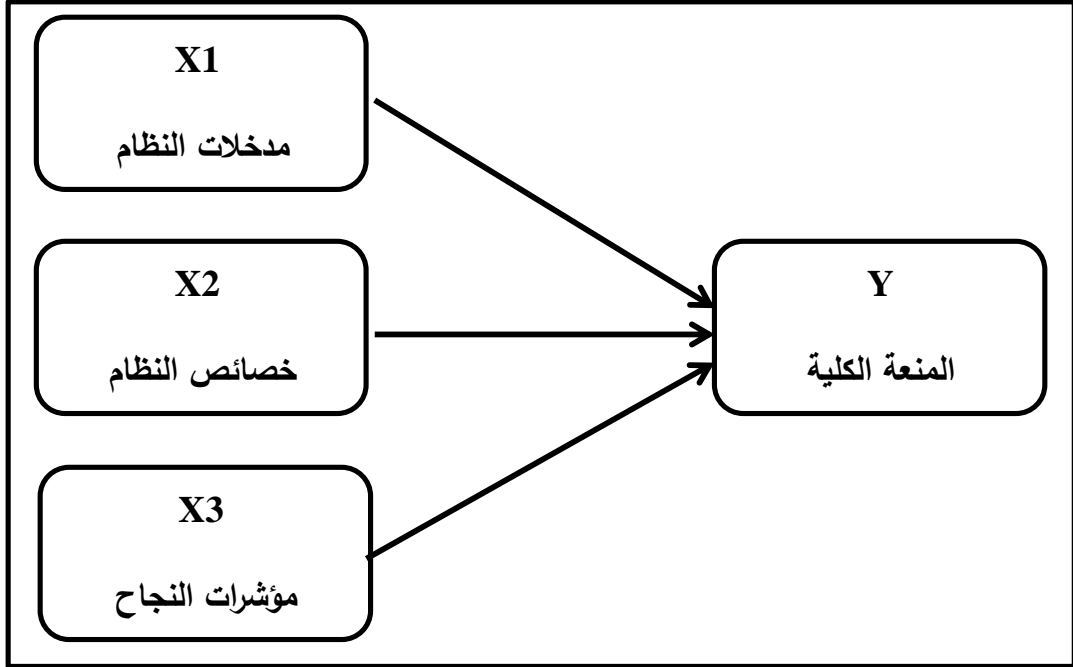 X1
مدخلات النظام
X2
خصائص النظام
X3
مؤشرات النجاح
Y
المنعة الكلية